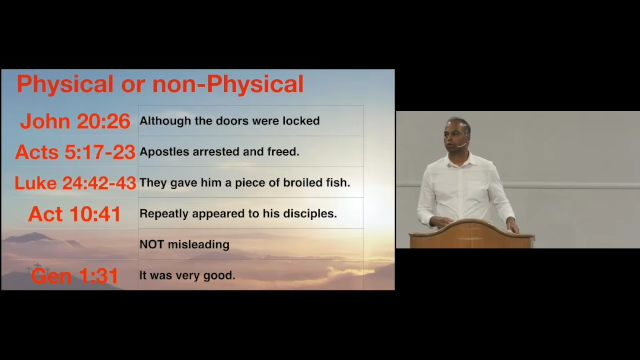 Physical or non-Physical
John 20:26 Although the doors were locked
Acts 5:17-23 Apostles arrested and freed.
Luke 24:42-43 They gave him a piece of broiled fish.
Act 10:41 Repeatly appeared to his disciples.
NOT misleading
Gen 1:31 It was very good.